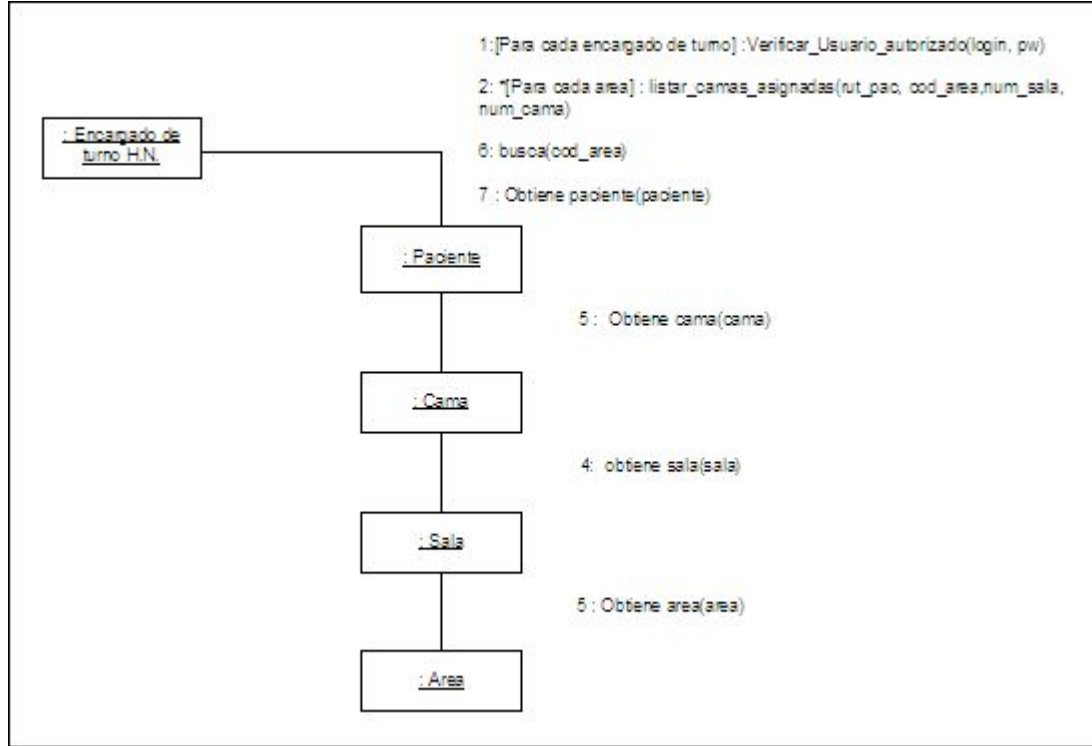 1:[Para cada encargado de turno] :Verificar_Usuario_autorizado(login, pw)
2: *[Para cada area] : listar_camas_asignadas(rut_pac, cod_area,num_sala,
num_cama)
: Encargado de
turno H.N.
6: busca(cod_area)
7 : Obtiene paciente(paciente)
: Paciente
5 : Obtiene cama(cama)
: Cama
4: obtiene sala(sala)
: Sala
5 : Obtiene area(area)
: Area